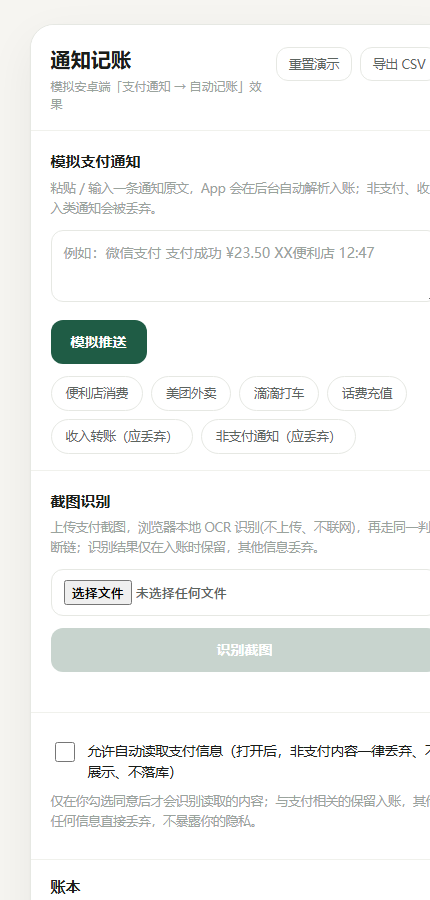 通知记账
重置演示
导出 CSV
模拟安卓端「支付通知 → 自动记账」效
果
模拟支付通知
粘贴 / 输入一条通知原文，App 会在后台自动解析入账；非支付、收
入类通知会被丢弃。
例如：微信支付 支付成功 ¥23.50 XX便利店 12:47
模拟推送
便利店消费
美团外卖
滴滴打车
话费充值
收入转账（应丢弃）
非支付通知（应丢弃）
截图识别
上传支付截图，浏览器本地 OCR 识别(不上传、不联网)，再走同一判
断链；识别结果仅在入账时保留，其他信息丢弃。
选择文件 未选择任何文件
识别截图
允许自动读取支付信息（打开后，非支付内容一律丢弃、不
展示、不落库）
仅在你勾选同意后才会识别读取的内容；与支付相关的保留入账，其他
任何信息直接丢弃，不暴露你的隐私。
账本